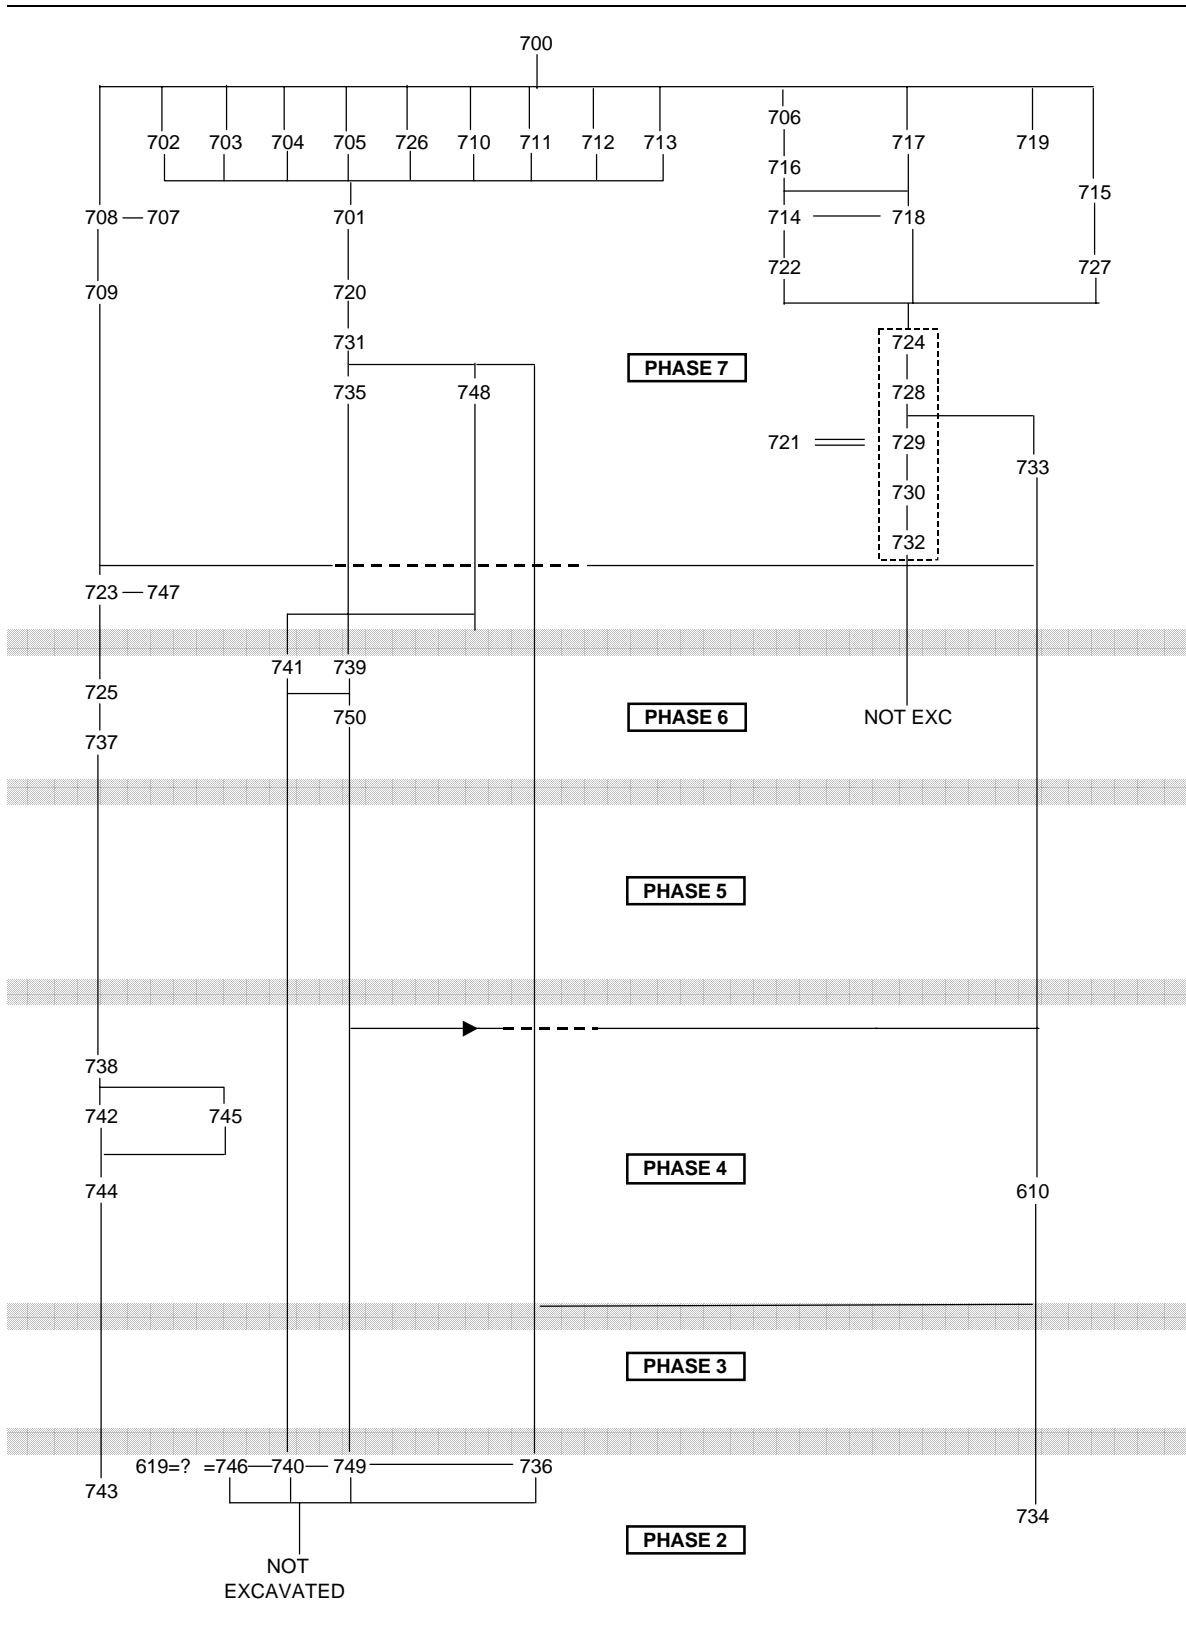 700
706
702 703 704 705 726 710 711 712 713 717 719
716
715
708 — 707 701 714 — 718
722 727
709 720
731 724
PHASE 7
735 748 728
721 729
733
730
732
723 — 747
741 739
725
750 PHASE 6 NOT EXC
737
PHASE 5
738
742 745
PHASE 4
744 610
PHASE 3
619=? =746—740—749 736
743
734
PHASE 2
NOT
EXCAVATED